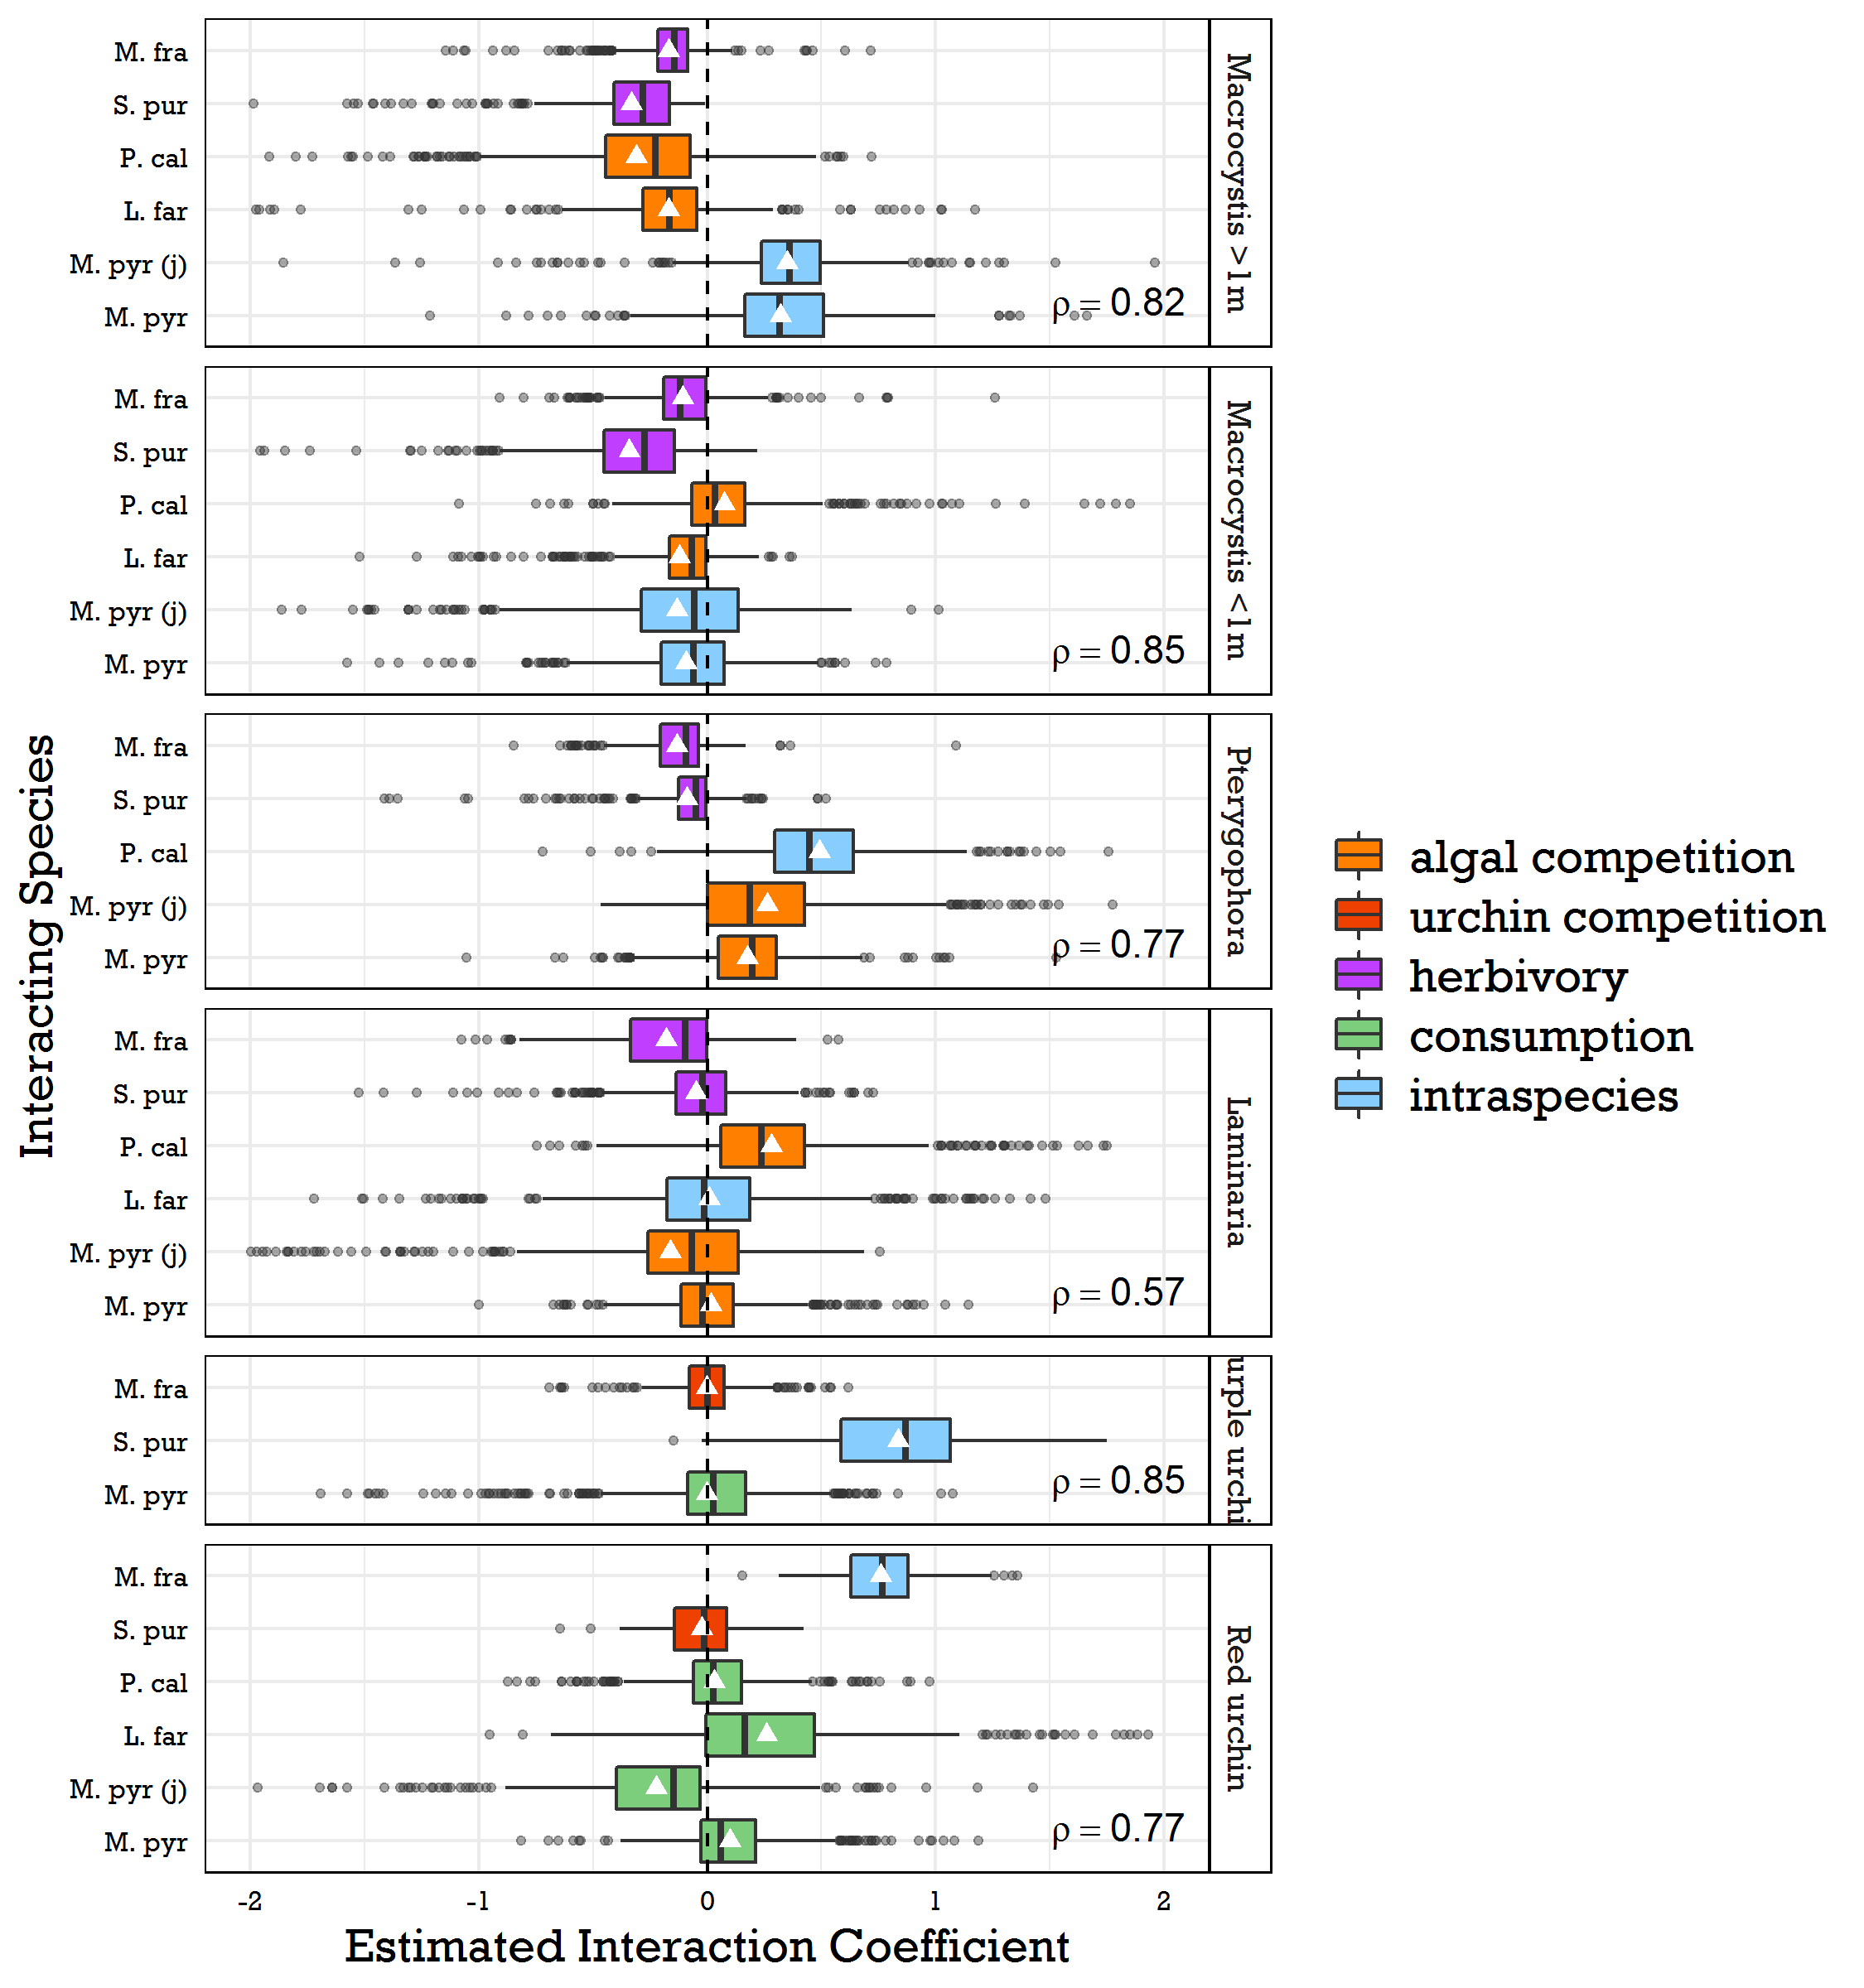 M. fra
S. pur
P. cal
L. far
M. pyr (j)
M. pyr
ρ = 0.82
Macrocystis >1m
M. fra
S. pur
P. cal
L. far
M. pyr (j)
M. pyr
ρ = 0.85
Macrocystis <1m
M. fra
S. pur
P. cal
M. pyr (j)
M. pyr
ρ = 0.77
Pterygophora
M. fra
S. pur
P. cal
L. far
M. pyr (j)
M. pyr
ρ = 0.57
Laminaria
M. fra
S. pur
M. pyr
ρ = 0.85
urple urchi
M. fra
S. pur
P. cal
L. far
M. pyr (j)
M. pyr
ρ = 0.77
Red urchin
-2 -1 0 1 2
Estimated Interaction Coefficient
Interacting Species
algal competition
urchin competition
herbivory
consumption
intraspecies